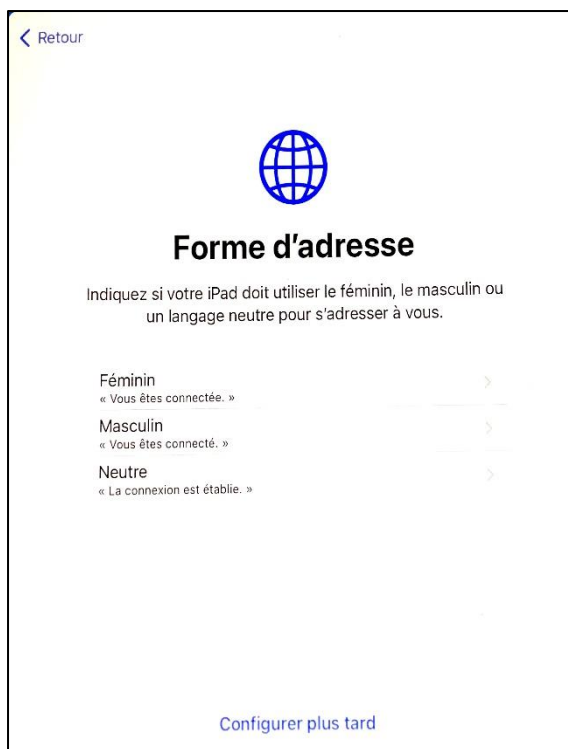 Retour
Forme d'adresse
Indiquez si votre iPad doit utiliser le féminin, le masculin ou
un langage neutre pour s'adresser à vous.
Féminin
« Vous êtes connectée. »
Masculin
« Vous êtes connecté. »
Neutre
« La connexion est établie. »
Configurer plus tard